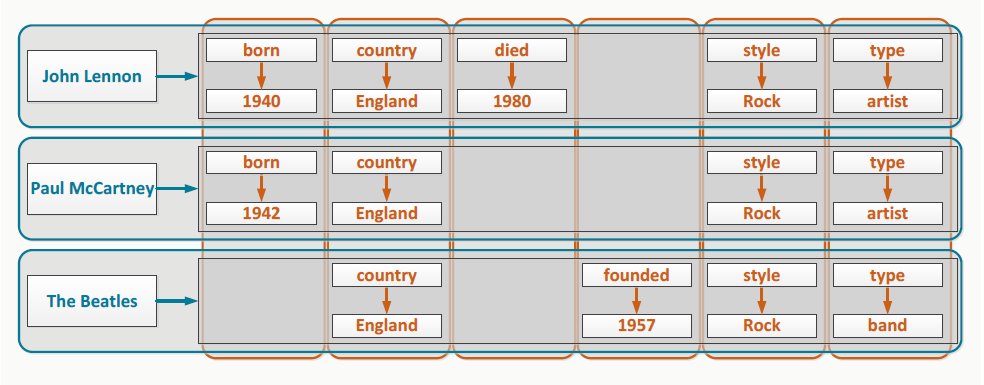 born
country
died
style
type
John Lennon
1940
England
1980
Rock
artist
born
country
style
type
Paul McCartney
1942
England
Rock
artist
country
founded
style
type
The Beatles
England
1957
Rock
band